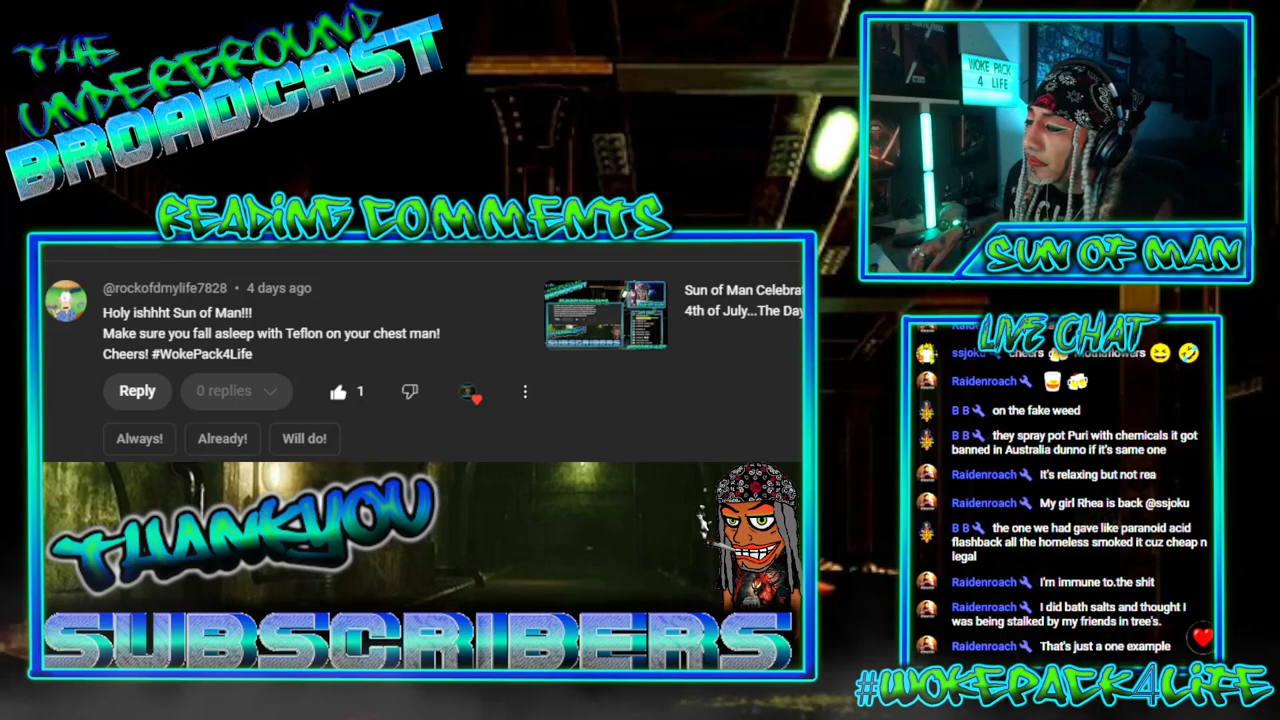 THE
UNDERGROUND
BROADCAST
READING COMMENTS
@rockofdmylife7828 • 4 days ago
Holy ishhht Sun of Man!!!
Make sure you fall asleep with Teflon on your chest man!
Cheers! #WokePack4Life
Reply 0 replies 1
Always! Already! Will do!
Sun of Man Celebra
4th of July...The Day
THANKYOU
SUBSCRIBERS
WOKE PACK
4 LIFE
SUN OF MAN
LIVE CHAT
ssjoku cheers
Raidenroach
B B on the fake weed
B B they spray pot Puri with chemicals it got
banned in Australia dunno if it's same one
Raidenroach It's relaxing but not rea
Raidenroach My girl Rhea is back @ssjoku
B B the one we had gave like paranoid acid
flashback all the homeless smoked it cuz cheap n
legal
Raidenroach I'm immune to.the shit
Raidenroach I did bath salts and thought I
was being stalked by my friends in tree's.
Raidenroach That's just a one example
#WOKEPACK4LIFE